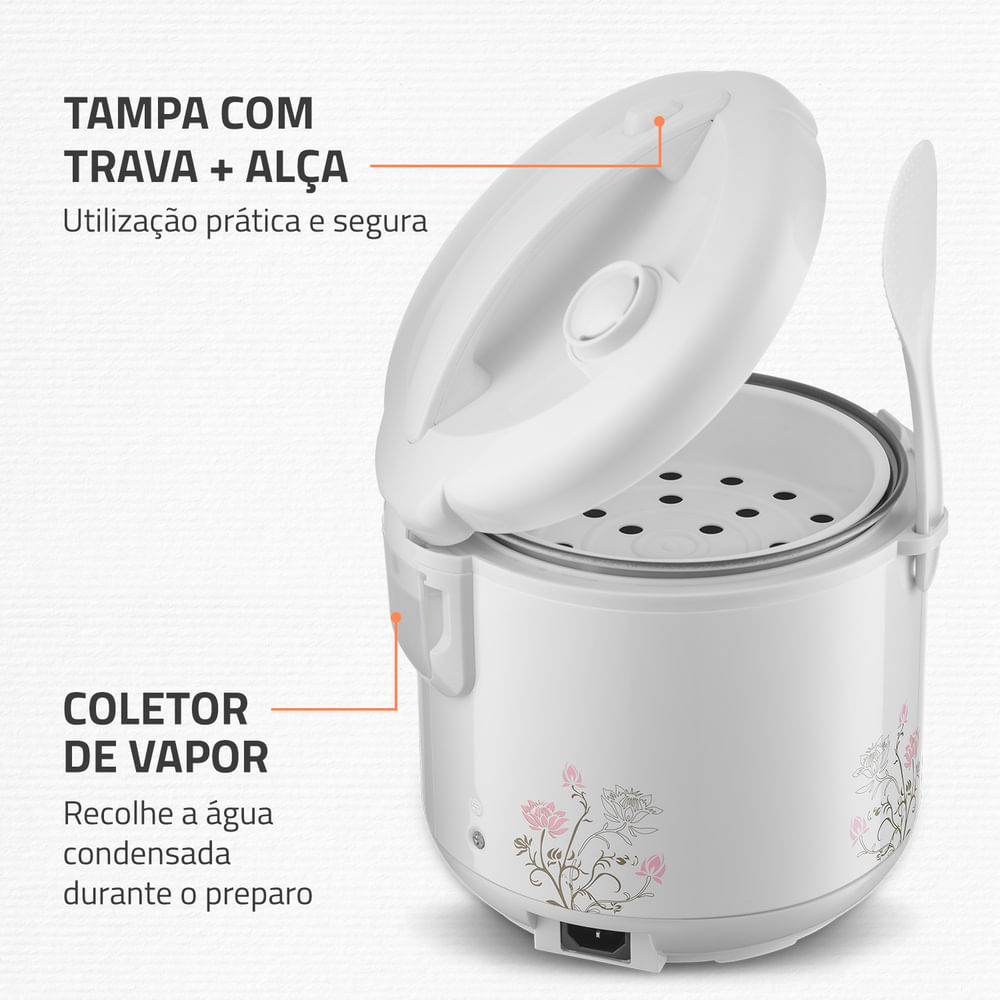 TAMPA COM
TRAVA + ALÇA
Utilização prática e segura
COLETOR
DE VAPOR
Recolhe a água
condensada
durante o preparo